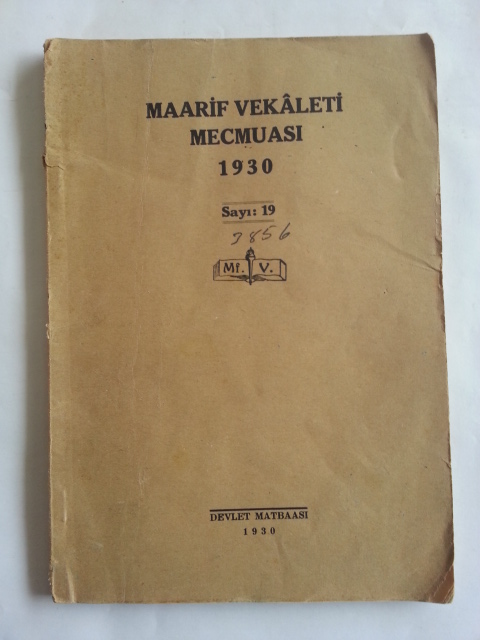 MAARİF VEKÂLETİ
MECMUASI
1930
Sayı: 19
3856
Mf. V.
DEVLET MATBAASI
1930